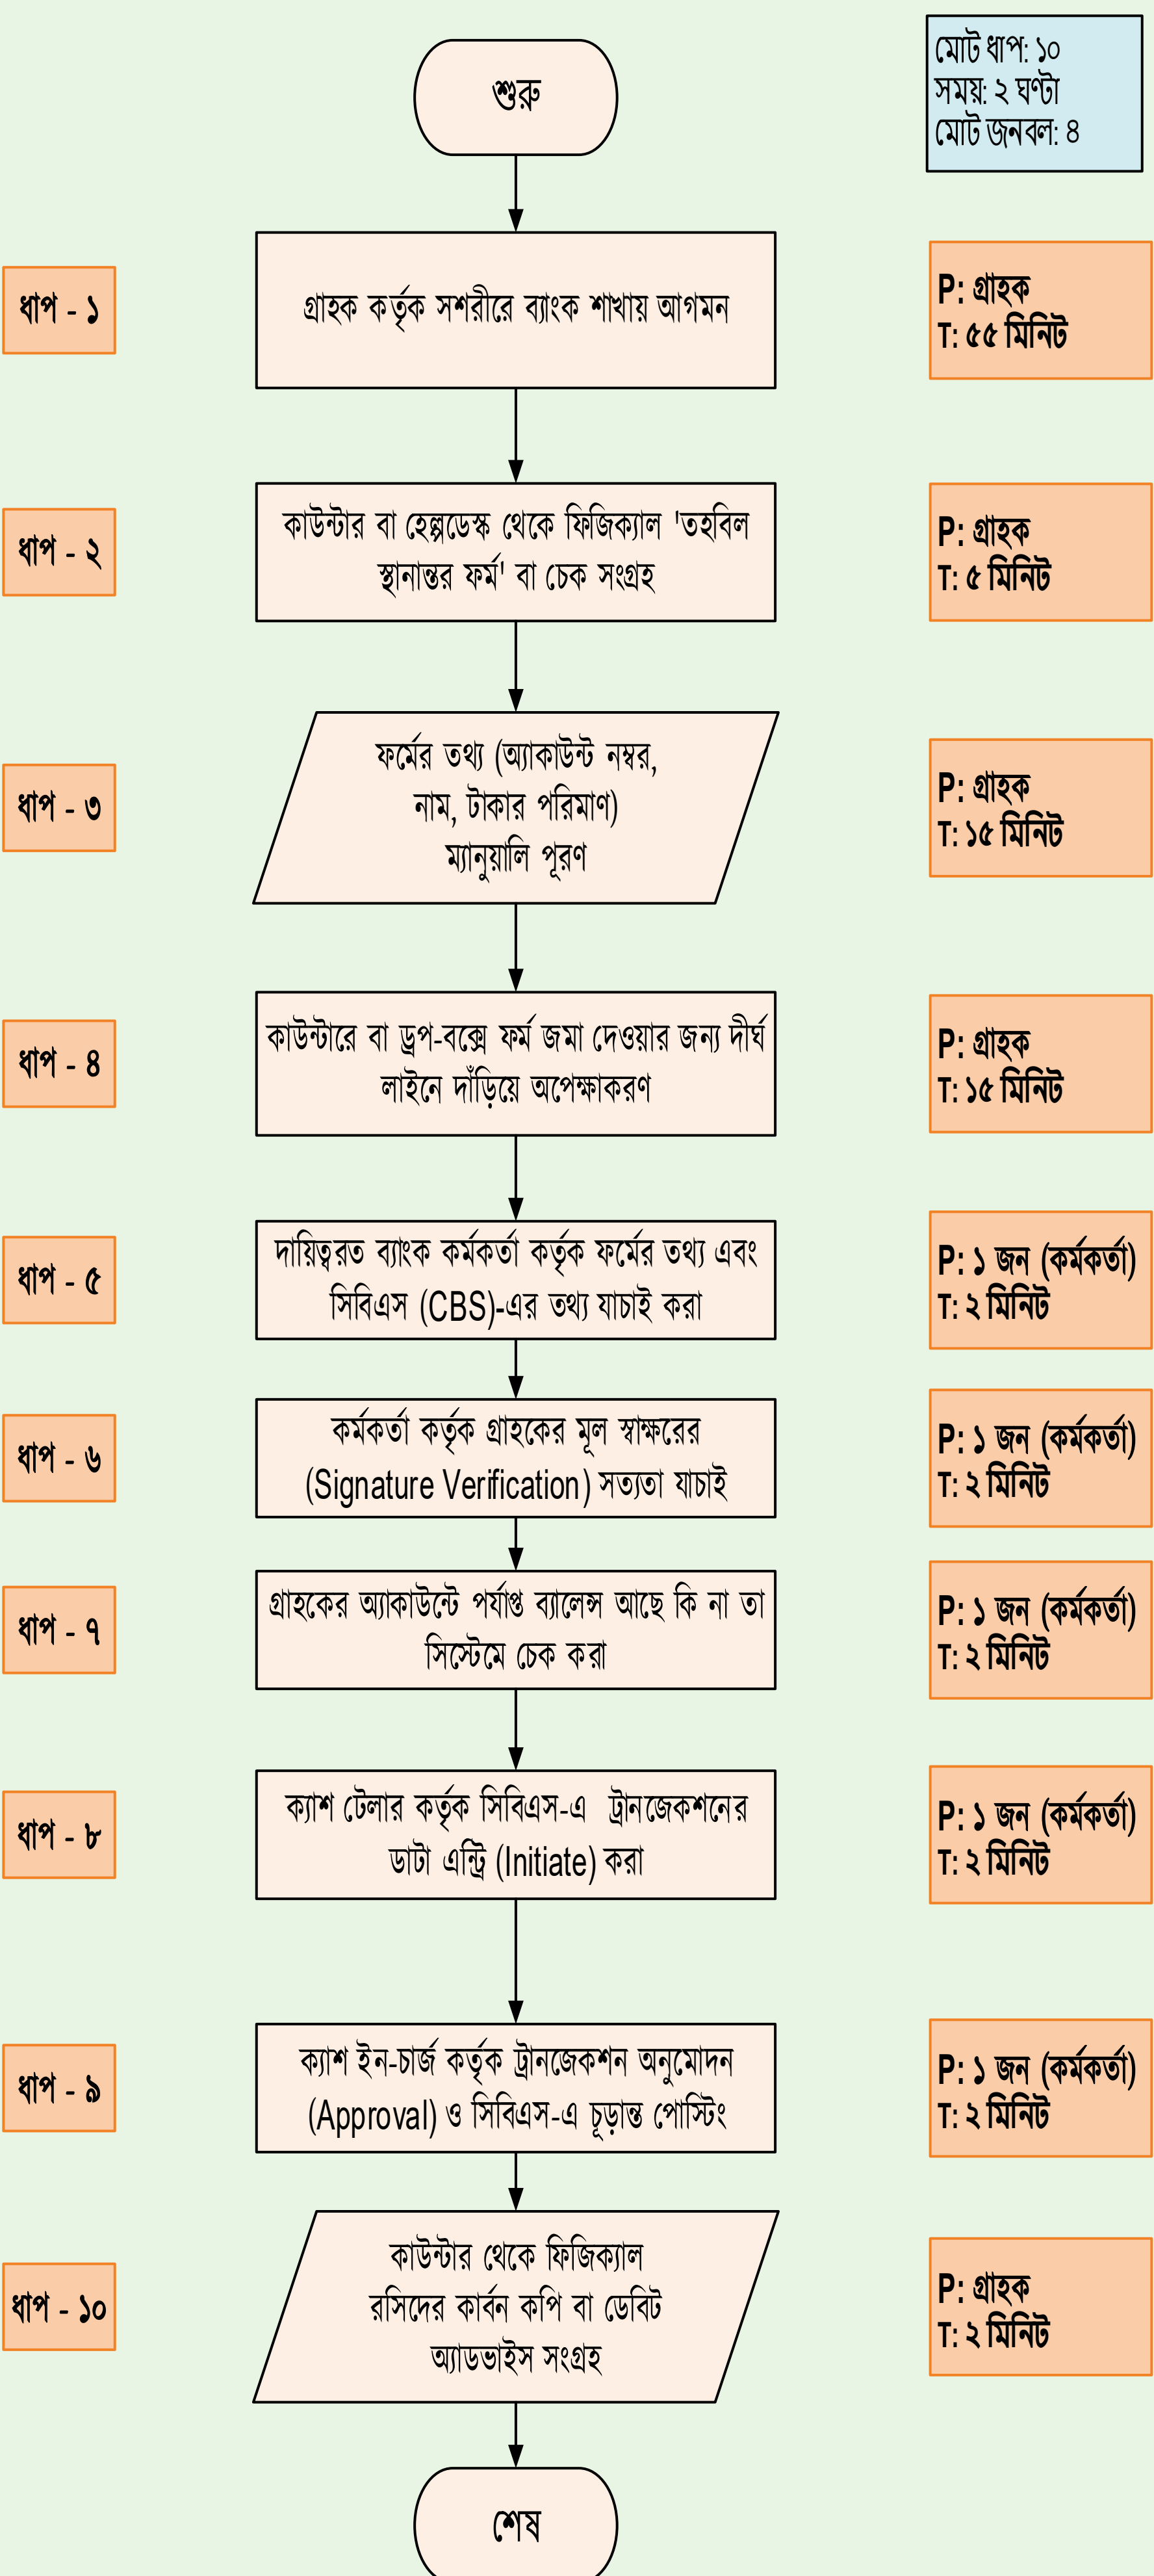 শুরু
মোট ধাপ: ১০
সময়: ২ ঘণ্টা
মোট জনবল: ৪
ধাপ - ১
গ্রাহক কর্তৃক সশরীরে ব্যাংক শাখায় আগমন
P: গ্রাহক
T: ৫৫ মিনিট
ধাপ - ২
কাউন্টার বা হেল্পডেস্ক থেকে ফিজিক্যাল 'তহবিল
স্থানান্তর ফর্ম' বা চেক সংগ্রহ
P: গ্রাহক
T: ৫ মিনিট
ধাপ - ৩
ফর্মের তথ্য (অ্যাকাউন্ট নম্বর,
নাম, টাকার পরিমাণ)
ম্যানুয়ালি পূরণ
P: গ্রাহক
T: ১৫ মিনিট
ধাপ - ৪
কাউন্টারে বা ড্রপ-বক্সে ফর্ম জমা দেওয়ার জন্য দীর্ঘ
লাইনে দাঁড়িয়ে অপেক্ষাকরণ
P: গ্রাহক
T: ১৫ মিনিট
ধাপ - ৫
দায়িত্বরত ব্যাংক কর্মকর্তা কর্তৃক ফর্মের তথ্য এবং
সিবিএস (CBS)-এর তথ্য যাচাই করা
P: ১ জন (কর্মকর্তা)
T: ২ মিনিট
ধাপ - ৬
কর্মকর্তা কর্তৃক গ্রাহকের মূল স্বাক্ষরের
(Signature Verification) সত্যতা যাচাই
P: ১ জন (কর্মকর্তা)
T: ২ মিনিট
ধাপ - ৭
গ্রাহকের অ্যাকাউন্টে পর্যাপ্ত ব্যালেন্স আছে কি না তা
সিস্টেমে চেক করা
P: ১ জন (কর্মকর্তা)
T: ২ মিনিট
ধাপ - ৮
ক্যাশ টেলার কর্তৃক সিবিএস-এ ট্রানজেকশনের
ডাটা এন্ট্রি (Initiate) করা
P: ১ জন (কর্মকর্তা)
T: ২ মিনিট
ধাপ - ৯
ক্যাশ ইন-চার্জ কর্তৃক ট্রানজেকশন অনুমোদন
(Approval) ও সিবিএস-এ চূড়ান্ত পোস্টিং
P: ১ জন (কর্মকর্তা)
T: ২ মিনিট
ধাপ - ১০
কাউন্টার থেকে ফিজিক্যাল
রসিদের কার্বন কপি বা ডেবিট
অ্যাডভাইস সংগ্রহ
P: গ্রাহক
T: ২ মিনিট
শেষ